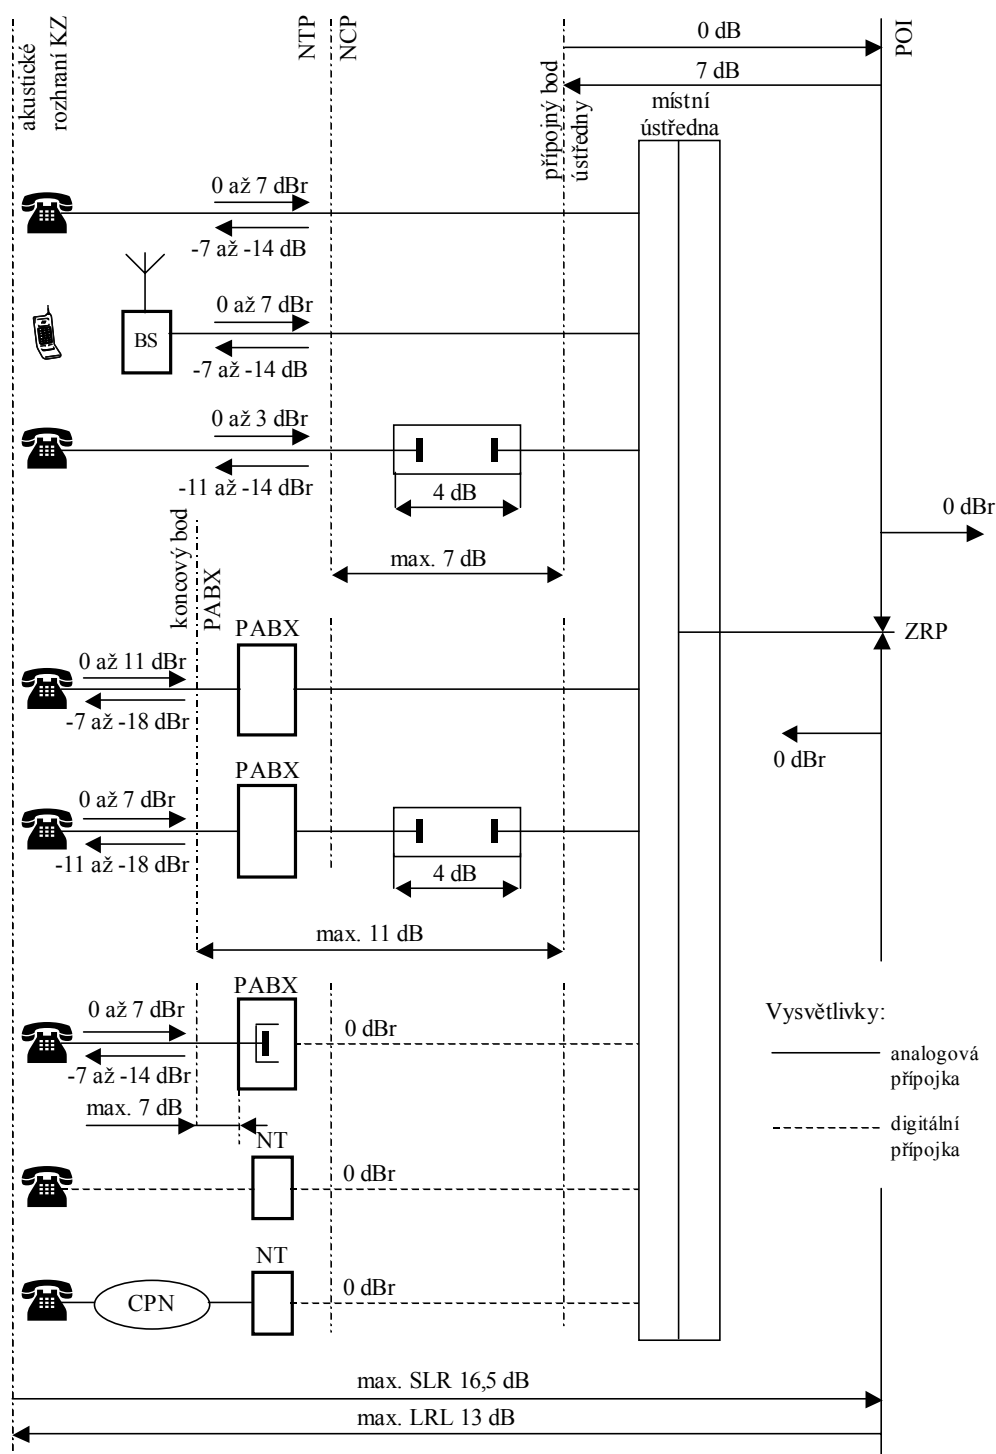 akustické
rozhraní KZ
NTP
NCP
přípojný bod
ústředny
0 dB
7 dB
POI
místní
ústředna
0 až 7 dBr
-7 až -14 dB
BS
0 až 7 dBr
-7 až -14 dB
0 až 3 dBr
-11 až -14 dBr
4 dB
0 dBr
max. 7 dB
koncový bod
PABX
PABX
ZRP
0 až 11 dBr
-7 až -18 dBr
0 dBr
PABX
0 až 7 dBr
-11 až -18 dBr
4 dB
max. 11 dB
PABX
0 až 7 dBr
0 dBr
-7 až -14 dBr
max. 7 dB
Vysvětlivky:
analogová
přípojka
digitální
přípojka
NT
0 dBr
NT
0 dBr
CPN
max. SLR 16,5 dB
max. LRL 13 dB